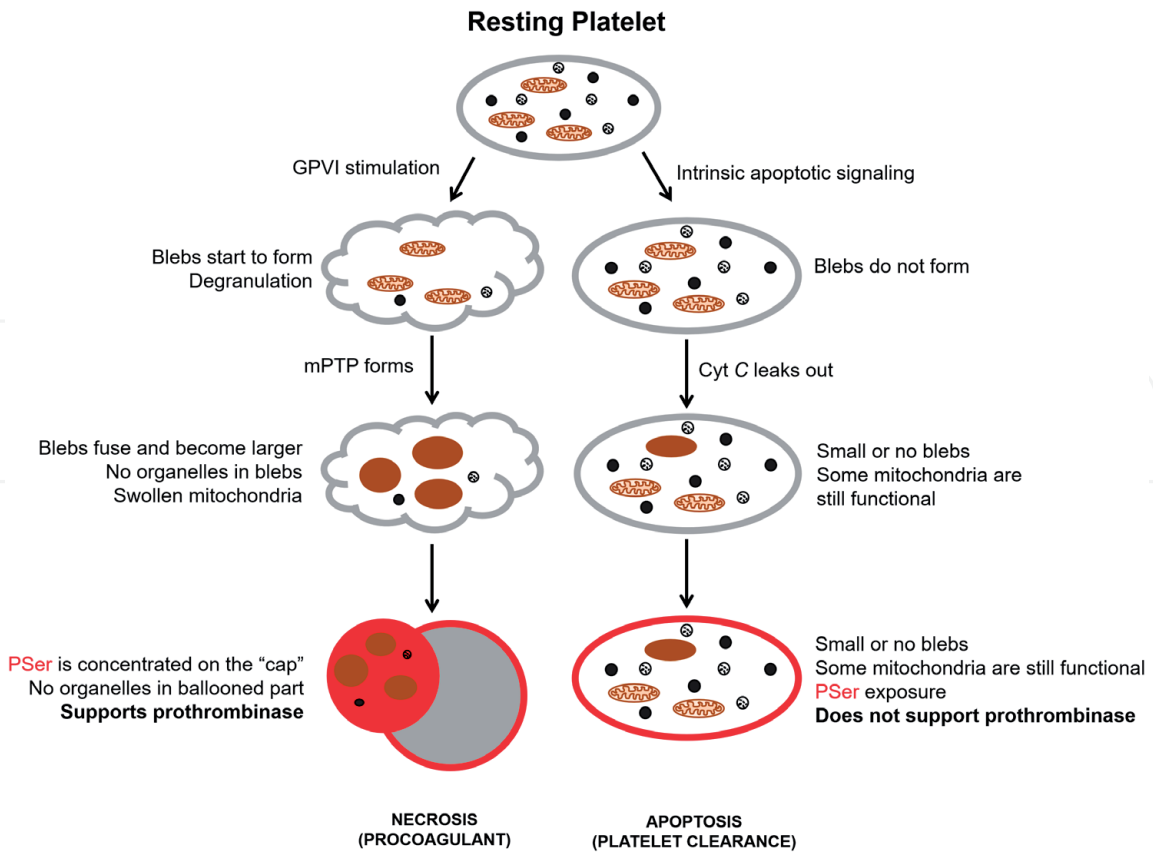 Resting Platelet
GPVI stimulation
Intrinsic apoptotic signaling
Blebs start to form
Degranulation
Blebs do not form
mPTP forms
Cyt C leaks out
Blebs fuse and become larger
No organelles in blebs
Swollen mitochondria
Small or no blebs
Some mitochondria are
still functional
PSer is concentrated on the “cap”
No organelles in ballooned part
Supports prothrombinase
Small or no blebs
Some mitochondria are still functional
PSer exposure
Does not support prothrombinase
NECROSIS
(PROCOAGULANT)
APOPTOSIS
(PLATELET CLEARANCE)